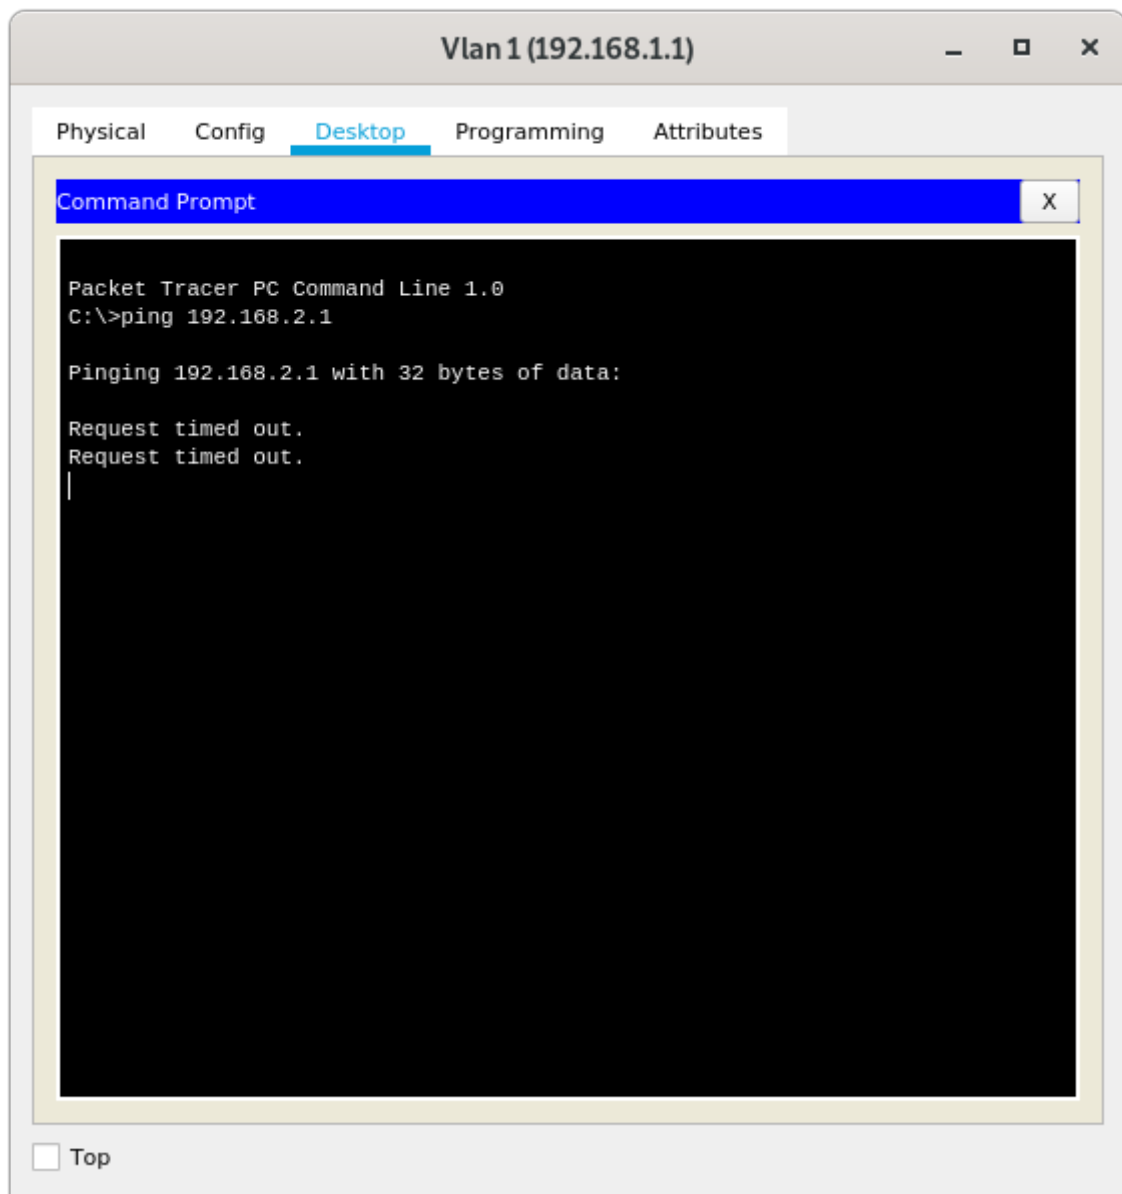 Vlan 1 (192.168.1.1)
Physical Config Desktop Programming Attributes
Command Prompt X
Packet Tracer PC Command Line 1.0
C:\>ping 192.168.2.1
Pinging 192.168.2.1 with 32 bytes of data:
Request timed out.
Request timed out.
Top